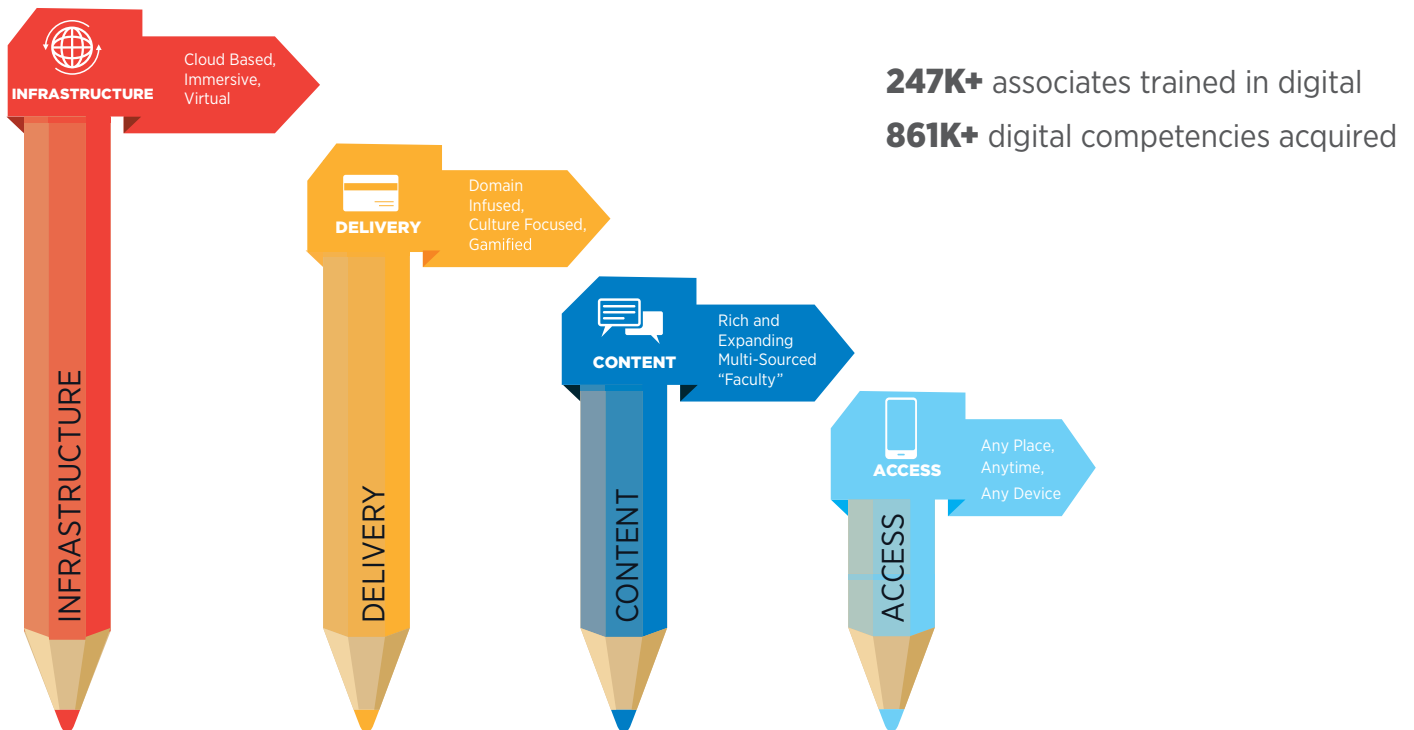 INFRASTRUCTURE
Cloud Based,
Immersive,
Virtual
247K+ associates trained in digital
861K+ digital competencies acquired
DELIVERY
Domain
Infused,
Culture Focused,
Gamified
CONTENT
Rich and
Expanding
Multi-Sourced
“Faculty”
ACCESS
Any Place,
Anytime,
Any Device
INFRASTRUCTURE
DELIVERY
CONTENT
ACCESS